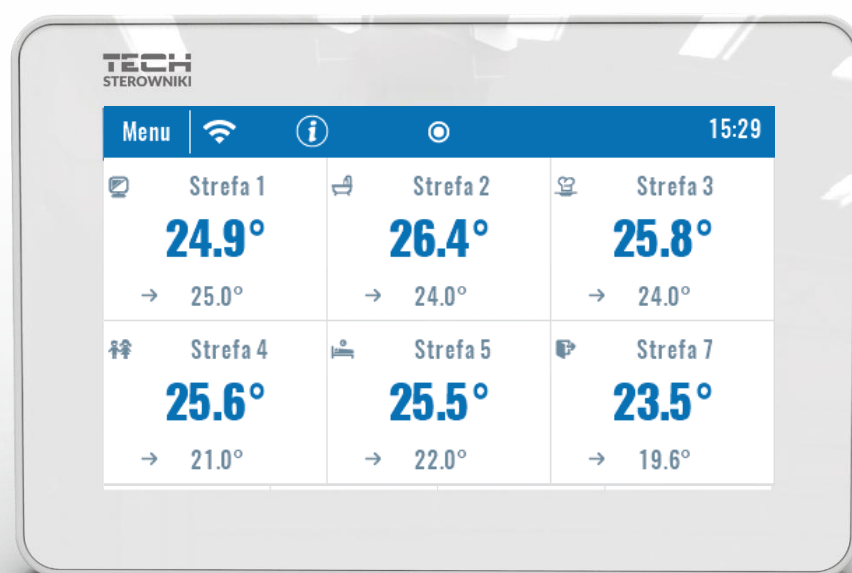 TECH
STEROWNIKI
Menu 15:29
Strefa 1 Strefa 2 Strefa 3
24.9° 26.4° 25.8°
→ 25.0° → 24.0° → 24.0°
Strefa 4 Strefa 5 Strefa 7
25.6° 25.5° 23.5°
→ 21.0° → 22.0° → 19.6°